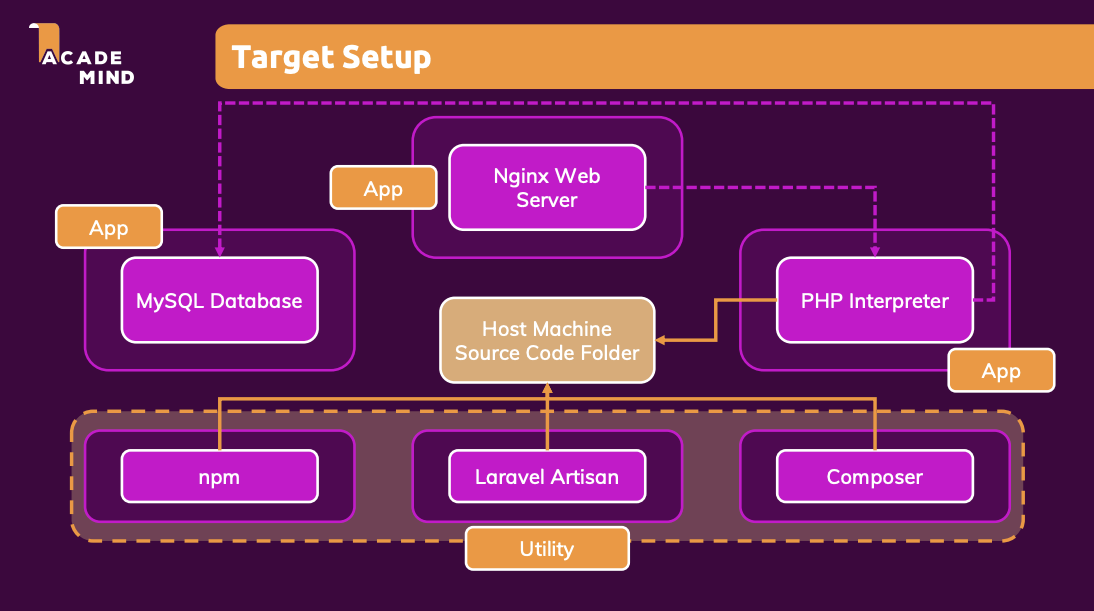 ACADE
MIND
Target Setup
App
Nginx Web
Server
App
MySQL Database
PHP Interpreter
Host Machine
Source Code Folder
App
npm
Laravel Artisan
Composer
Utility